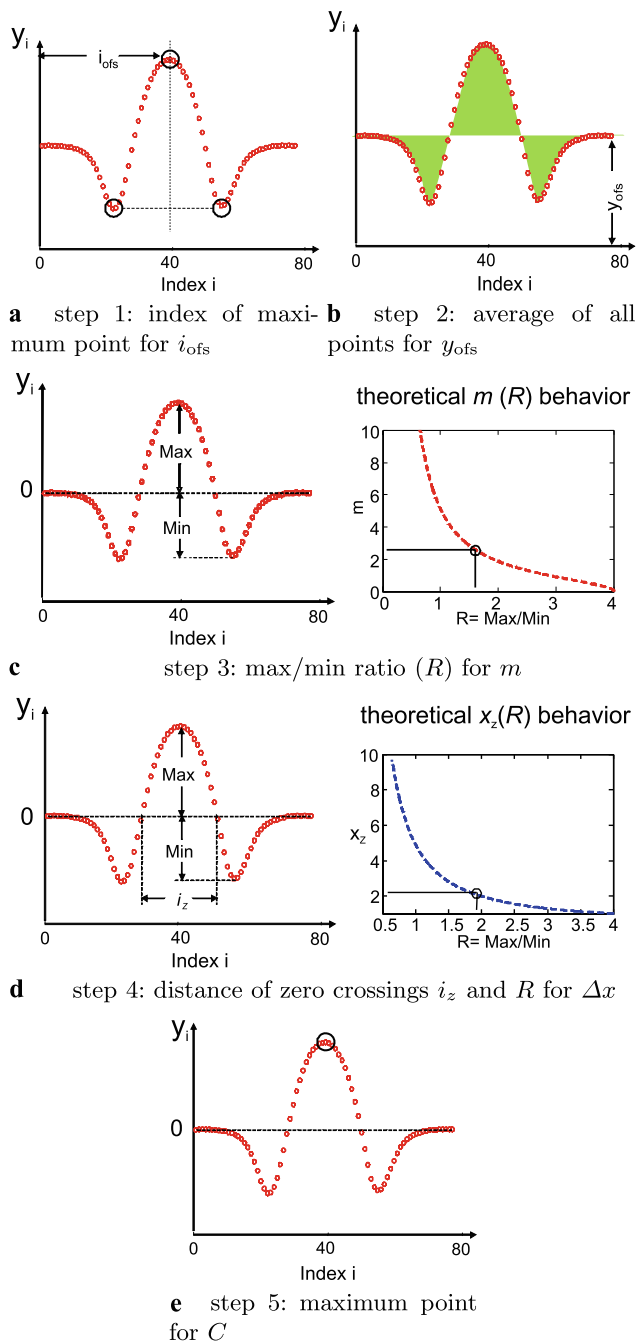 yi
iofs
0 40 80
Index i
a step 1: index of maxi-
mum point for iofs
yi
yofs
0 40 80
Index i
b step 2: average of all
points for yofs
yi
0
Max
Min
0 40 80
Index i
theoretical m (R) behavior
10
8
6
4
2
0
m
0 1 2 3 4
R= Max/Min
c step 3: max/min ratio (R) for m
yi
0
Max
Min
iz
0 40 80
Index i
theoretical xz(R) behavior
10
8
6
4
2
xz
0.5 1 1.5 2 2.5 3 3.5 4
R= Max/Min
d step 4: distance of zero crossings iz and R for Δx
yi
0
0 40 80
Index i
e step 5: maximum point
for C